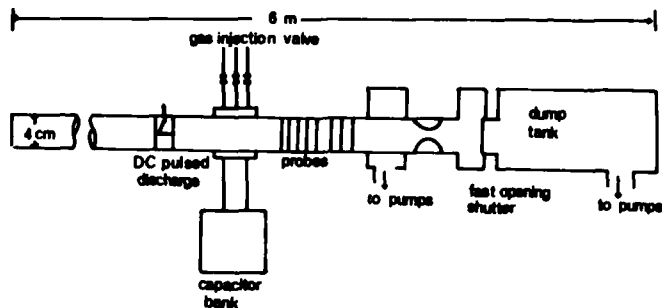 6 m
gas injection valve
4 cm
DC pulsed
discharge
probes
to pumps
fast opening
shutter
dump
tank
to pumps
capacitor
bank